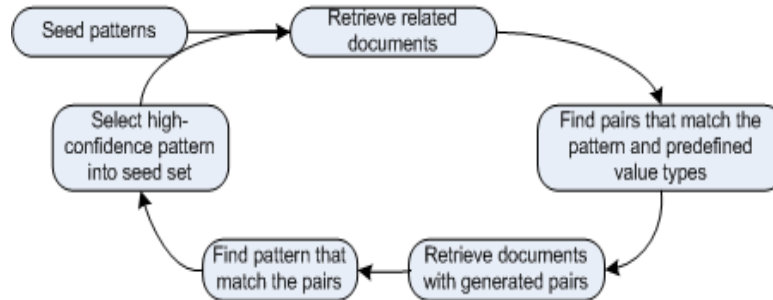 Seed patterns
Retrieve related
documents
Find pairs that match the
pattern and predefined
value types
Retrieve documents
with generated pairs
Find pattern that
match the pairs
Select high-
confidence pattern
into seed set